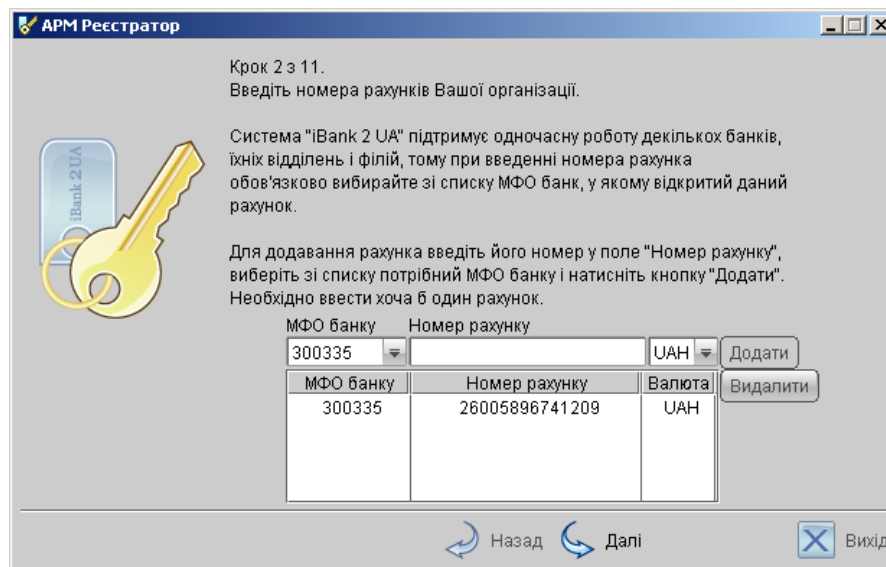 АРМ Реєстратор
Крок 2 з 11.
Введіть номера рахунків Вашої організації.
Система "iBank 2 UA" підтримує одночасну роботу декількох банків,
їхніх відділень і філій, тому при введенні номера рахунка
обов'язково вибирайте зі списку МФО банк, у якому відкритий даний
рахунок.
iBank 2 UA
Для додавання рахунка введіть його номер у поле "Номер рахунку",
виберіть зі списку потрібний МФО банку і натисніть кнопку "Додати".
Необхідно ввести хоча б один рахунок.
МФО банку Номер рахунку
300335 UAH Додати
МФО банку Номер рахунку Валюта Видалити
300335 26005896741209 UAH
Назад Далі Вихід